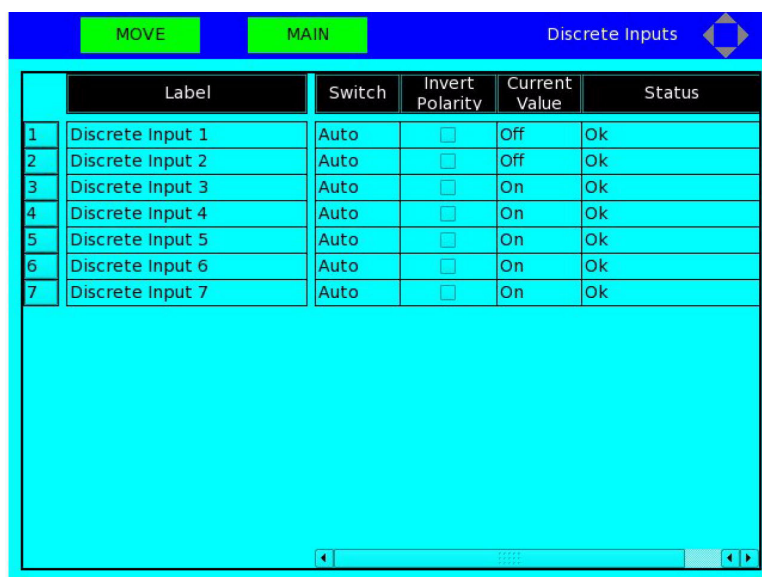 MOVE MAIN Discrete Inputs
Label Switch Invert Polarity Current Value Status
1 Discrete Input 1 Auto Off Ok
2 Discrete Input 2 Auto Off Ok
3 Discrete Input 3 Auto On Ok
4 Discrete Input 4 Auto On Ok
5 Discrete Input 5 Auto On Ok
6 Discrete Input 6 Auto On Ok
7 Discrete Input 7 Auto On Ok